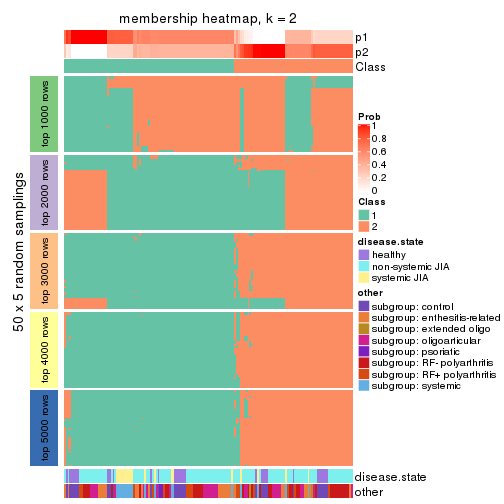 membership heatmap, k = 2
p1
p2
Class
50 x 5 random samplings
top 1000 rows
top 2000 rows
top 3000 rows
top 4000 rows
top 5000 rows
Prob
1
0.8
0.6
0.4
0.2
0
Class
1
2
disease.state
healthy
non-systemic JIA
systemic JIA
other
subgroup: control
subgroup: enthesitis-related
subgroup: extended oligo
subgroup: oligoarticular
subgroup: psoriatic
subgroup: RF- polyarthritis
subgroup: RF+ polyarthritis
subgroup: systemic
disease.state
other